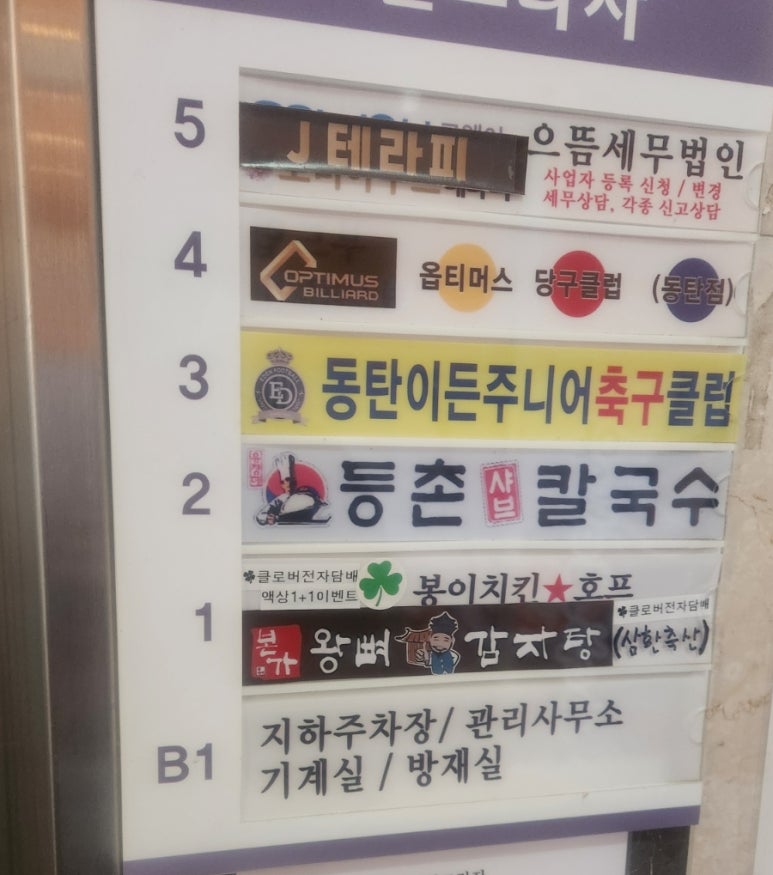 5
J 테라피
으뜸세무법인
사업자 등록 신청 / 변경
세무상담, 각종 신고상담
4
OPTIMUS
BILLIARD
옵티머스 당구클럽 (동탄점)
3
ED
동탄이든주니어축구클럽
2
등촌 샤브 칼국수
1
클로버전자담배
액상1+1이벤트
봉이치킨★호프
클로버전자담배
본가 왕뼈 감자탕 (삼한축산)
B1
지하주차장/ 관리사무소
기계실 / 방재실